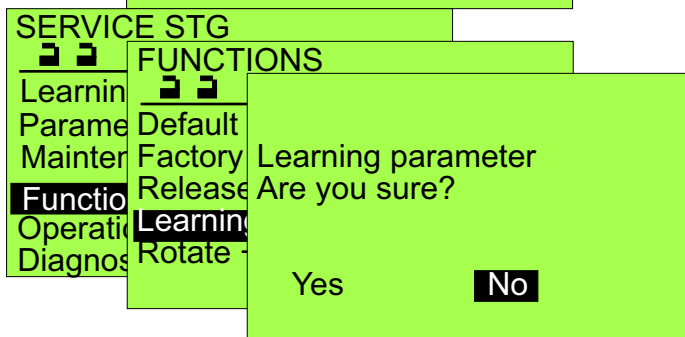 SERVICE STG
Learnin
Parame
Mainter
Functio
Operati
Diagnos
FUNCTIONS
Default
Factory
Release
Learning
Rotate
Learning parameter
Are you sure?
Yes No